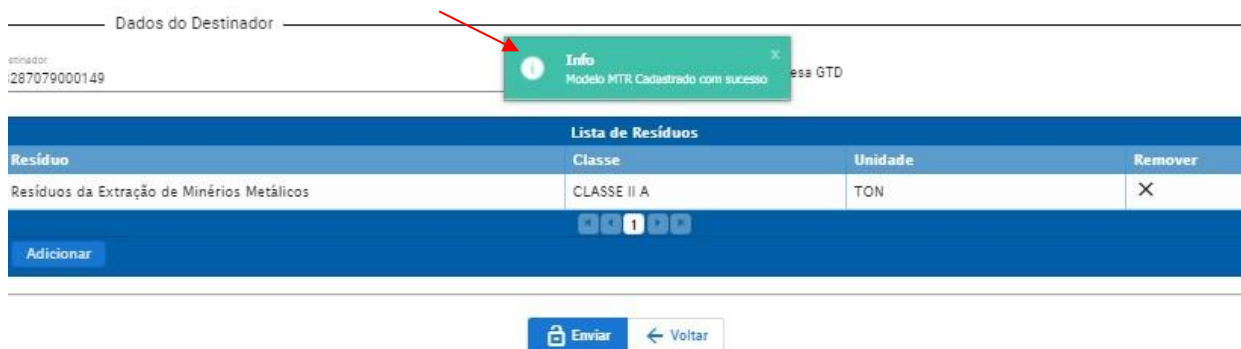 Dados do Destinador
stinador
287079000149
Info
Modelo MTR Cadastrado com sucesso
esa GTD
Lista de Resíduos
Resíduo Classe Unidade Remover
Resíduos da Extração de Minérios Metálicos CLASSE II A TON
1
Adicionar
Enviar Voltar